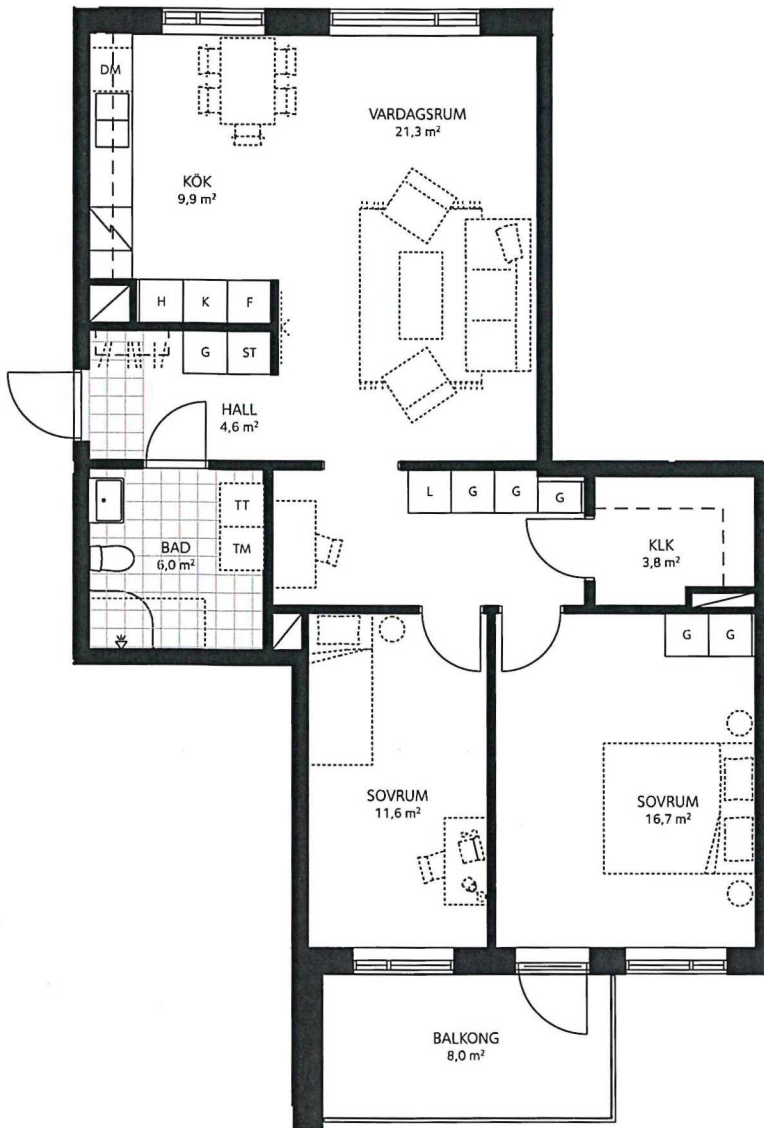 DM
VARDAGSRUM
21,3 m²
KÖK
9,9 m²
H K F
G ST
HALL
4,6 m²
L G G G
TT
TM
BAD
6,0 m²
KLK
3,8 m²
G G
SOVRUM
11,6 m²
SOVRUM
16,7 m²
BALKONG
8,0 m²